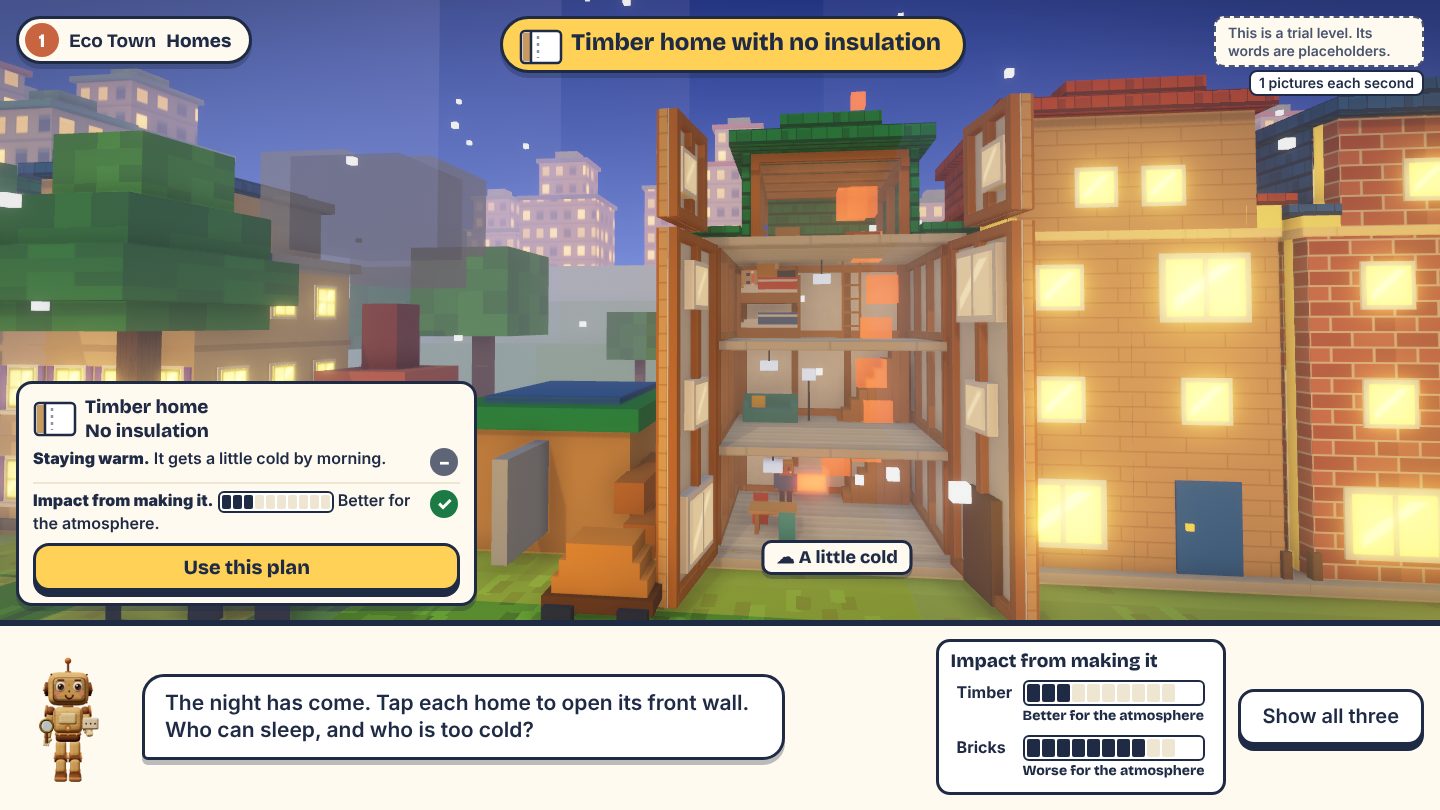 1 Eco Town Homes
Timber home with no insulation
This is a trial level. Its
words are placeholders.
1 pictures each second
Timber home
No insulation
Staying warm. It gets a little cold by morning.
Impact from making it. Better for
the atmosphere.
Use this plan
A little cold
The night has come. Tap each home to open its front wall.
Who can sleep, and who is too cold?
Impact from making it
Timber
Better for the atmosphere
Bricks
Worse for the atmosphere
Show all three